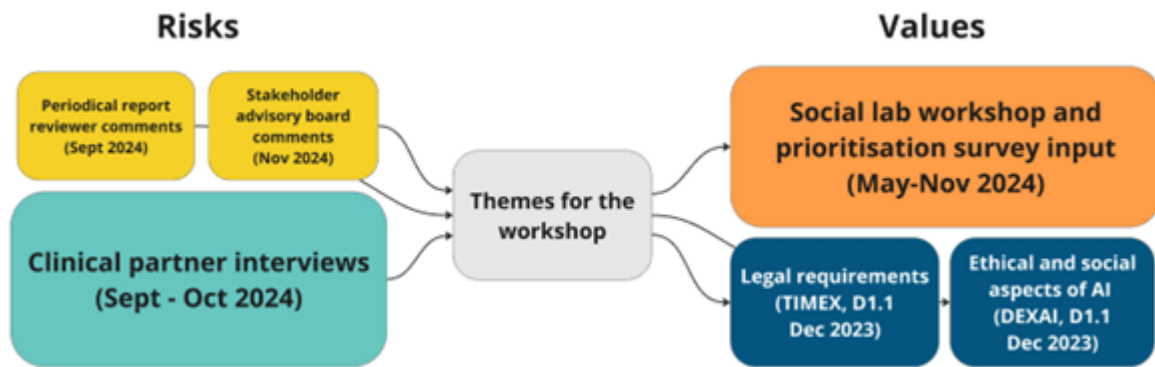 Risks
Values
Periodical report
reviewer comments
(Sept 2024)
Stakeholder
advisory board
comments
(Nov 2024)
Clinical partner interviews
(Sept - Oct 2024)
Themes for the
workshop
Social lab workshop and
prioritisation survey input
(May-Nov 2024)
Legal requirements
(TIMEX, D1.1
Dec 2023)
Ethical and social
aspects of AI
(DEXAI, D1.1
Dec 2023)